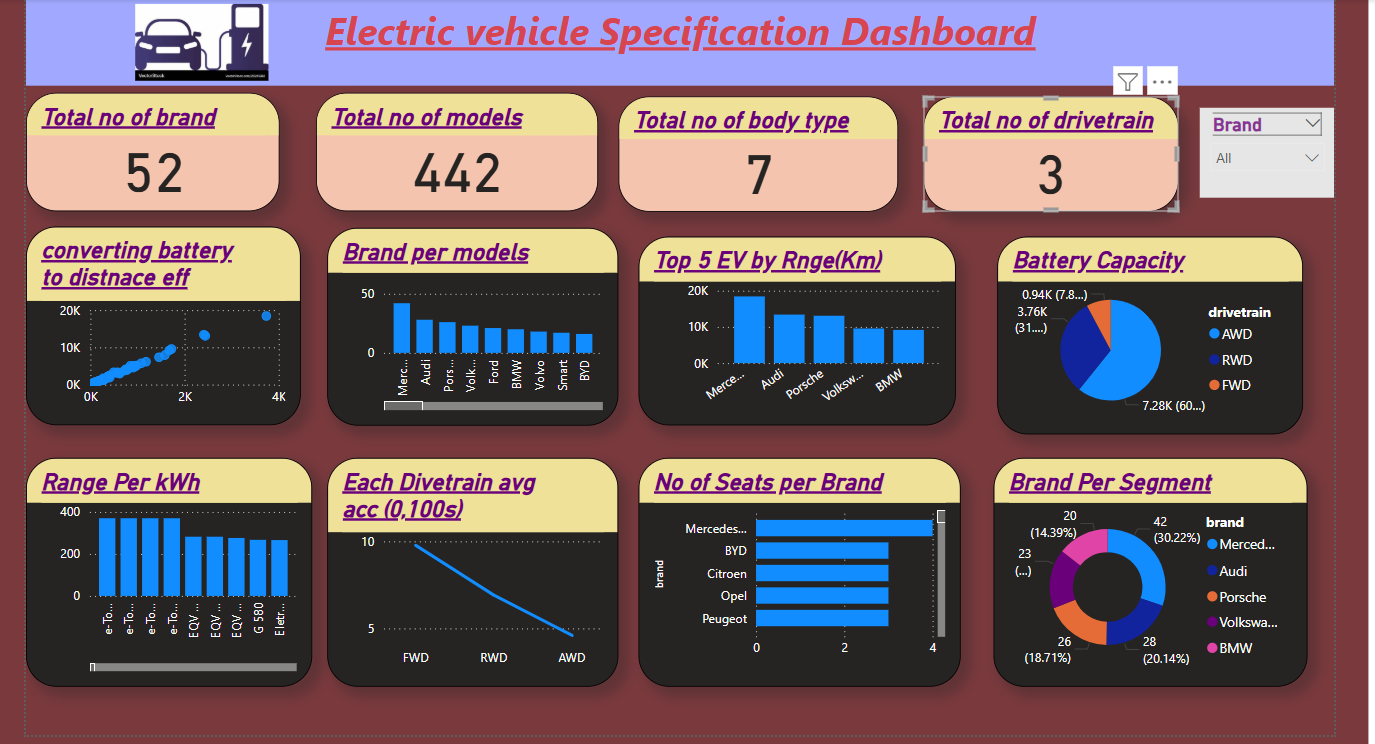 Electric vehicle Specification Dashboard
VectorStock
Total no of brand
52
Total no of models
442
Total no of body type
7
Total no of drivetrain
3
Brand
All
converting battery
to distnace eff
20K
10K
0K
0K
2K
4K
Brand per models
50
0
Merc...
Audi
Pors...
Volk...
Ford
BMW
Volvo
Smart
BYD
Top 5 EV by Rnge(Km)
20K
10K
0K
Merce...
Audi
Porsche
Volksw...
BMW
Battery Capacity
0.94K (7.8...)
3.76K
(31....)
7.28K (60...)
drivetrain
AWD
RWD
FWD
Range Per kWh
400
200
0
e-To...
e-To...
e-To...
e-To...
EQV ...
EQV ...
EQV ...
G 580
Eletr...
Each Divetrain avg
acc (0,100s)
10
5
FWD
RWD
AWD
No of Seats per Brand
brand
Mercedes...
BYD
Citroen
Opel
Peugeot
0
2
4
Brand Per Segment
20
(14.39%)
42
(30.22%)
23
(...)
26
(18.71%)
28
(20.14%)
brand
Merced...
Audi
Porsche
Volkswa...
BMW